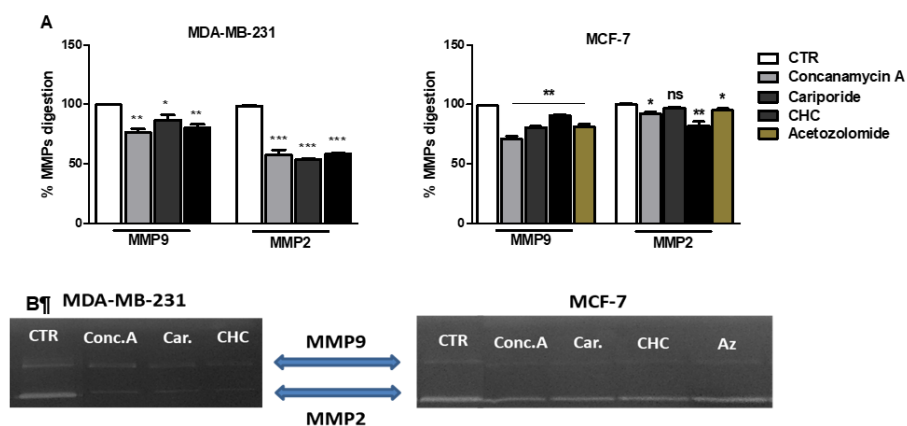 A
MDA-MB-231
150
100
50
0
% MMPs digestion
** * **
*** *** ***
MMP9 MMP2
MCF-7
150
100
50
0
% MMPs digestion
**
* ns ** *
MMP9 MMP2
CTR
Concanamycin A
Cariporide
CHC
Acetozolomide
B¶ MDA-MB-231
CTR Conc.A Car. CHC
MMP9
MMP2
MCF-7
CTR Conc.A Car. CHC Az